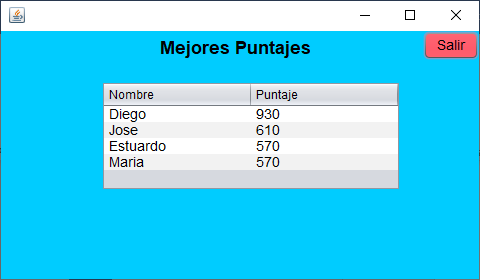 Mejores Puntajes
Salir
Nombre Puntaje
Diego 930
Jose 610
Estuardo 570
Maria 570